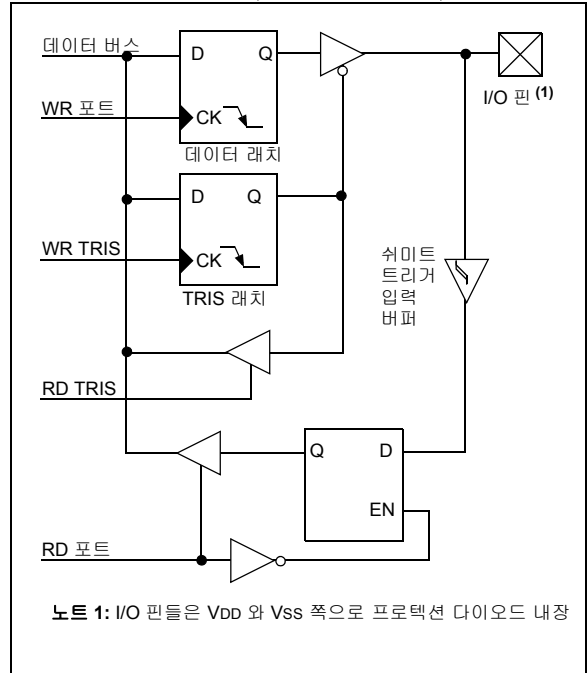 데이터 버스
D Q
I/O 핀 (1)
WR 포트
CK
데이터 래치
D Q
WR TRIS
CK
TRIS 래치
쉬미트
트리거
입력
버퍼
RD TRIS
Q D
EN
RD 포트
노트 1: I/O 핀들은 VDD 와 VSS 쪽으로 프로텍션 다이오드 내장